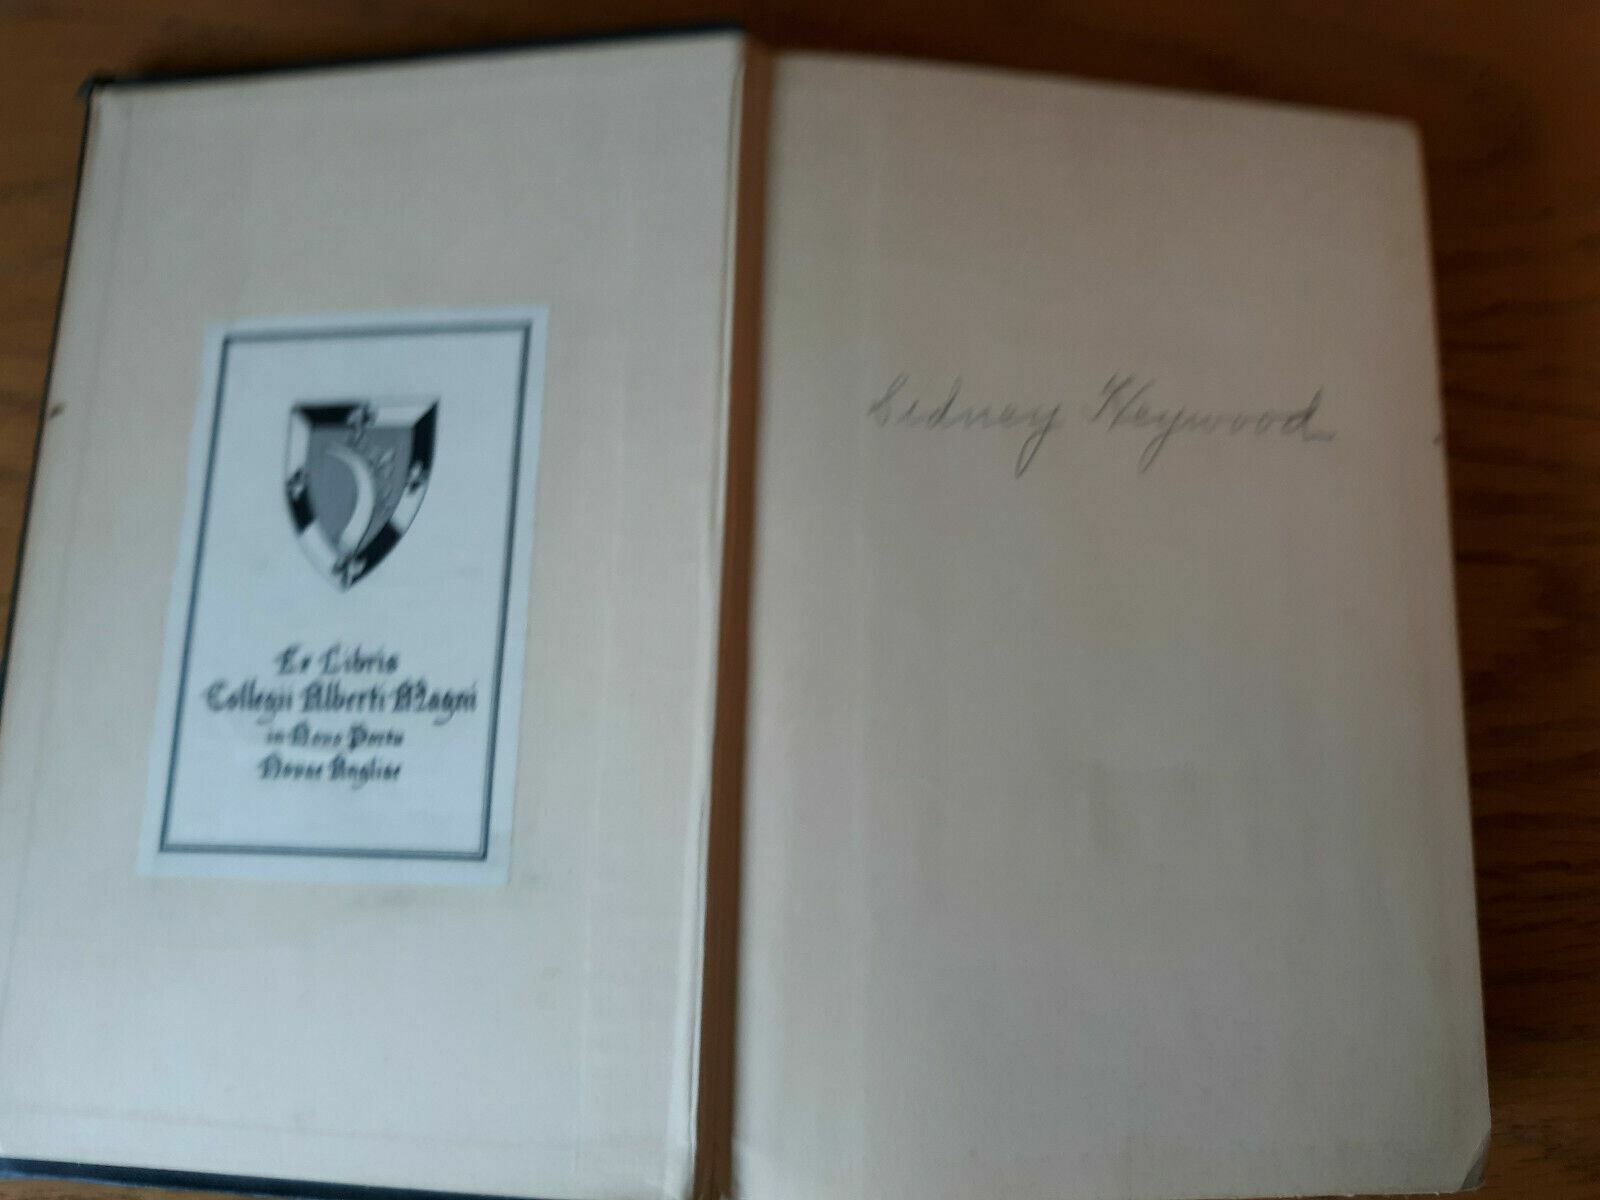 Ex Libris
Collegii Alberti Magni
in Novo Portu
Novae Angliae
Sidney Heywood